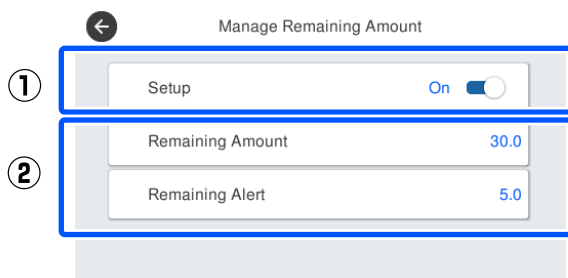 Manage Remaining Amount
① Setup On
② Remaining Amount 30.0
Remaining Alert 5.0